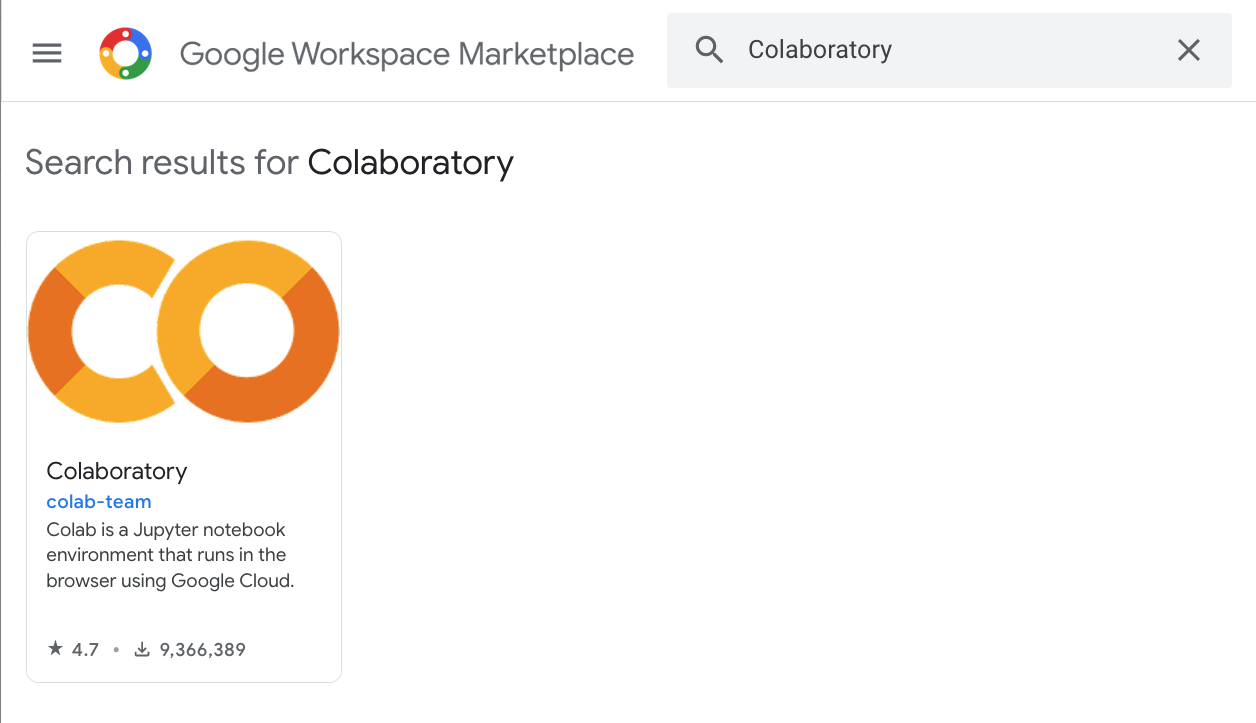 Google Workspace Marketplace
Colaboratory
Search results for Colaboratory
Colaboratory
colab-team
Colab is a Jupyter notebook
environment that runs in the
browser using Google Cloud.
4.7 • 9,366,389